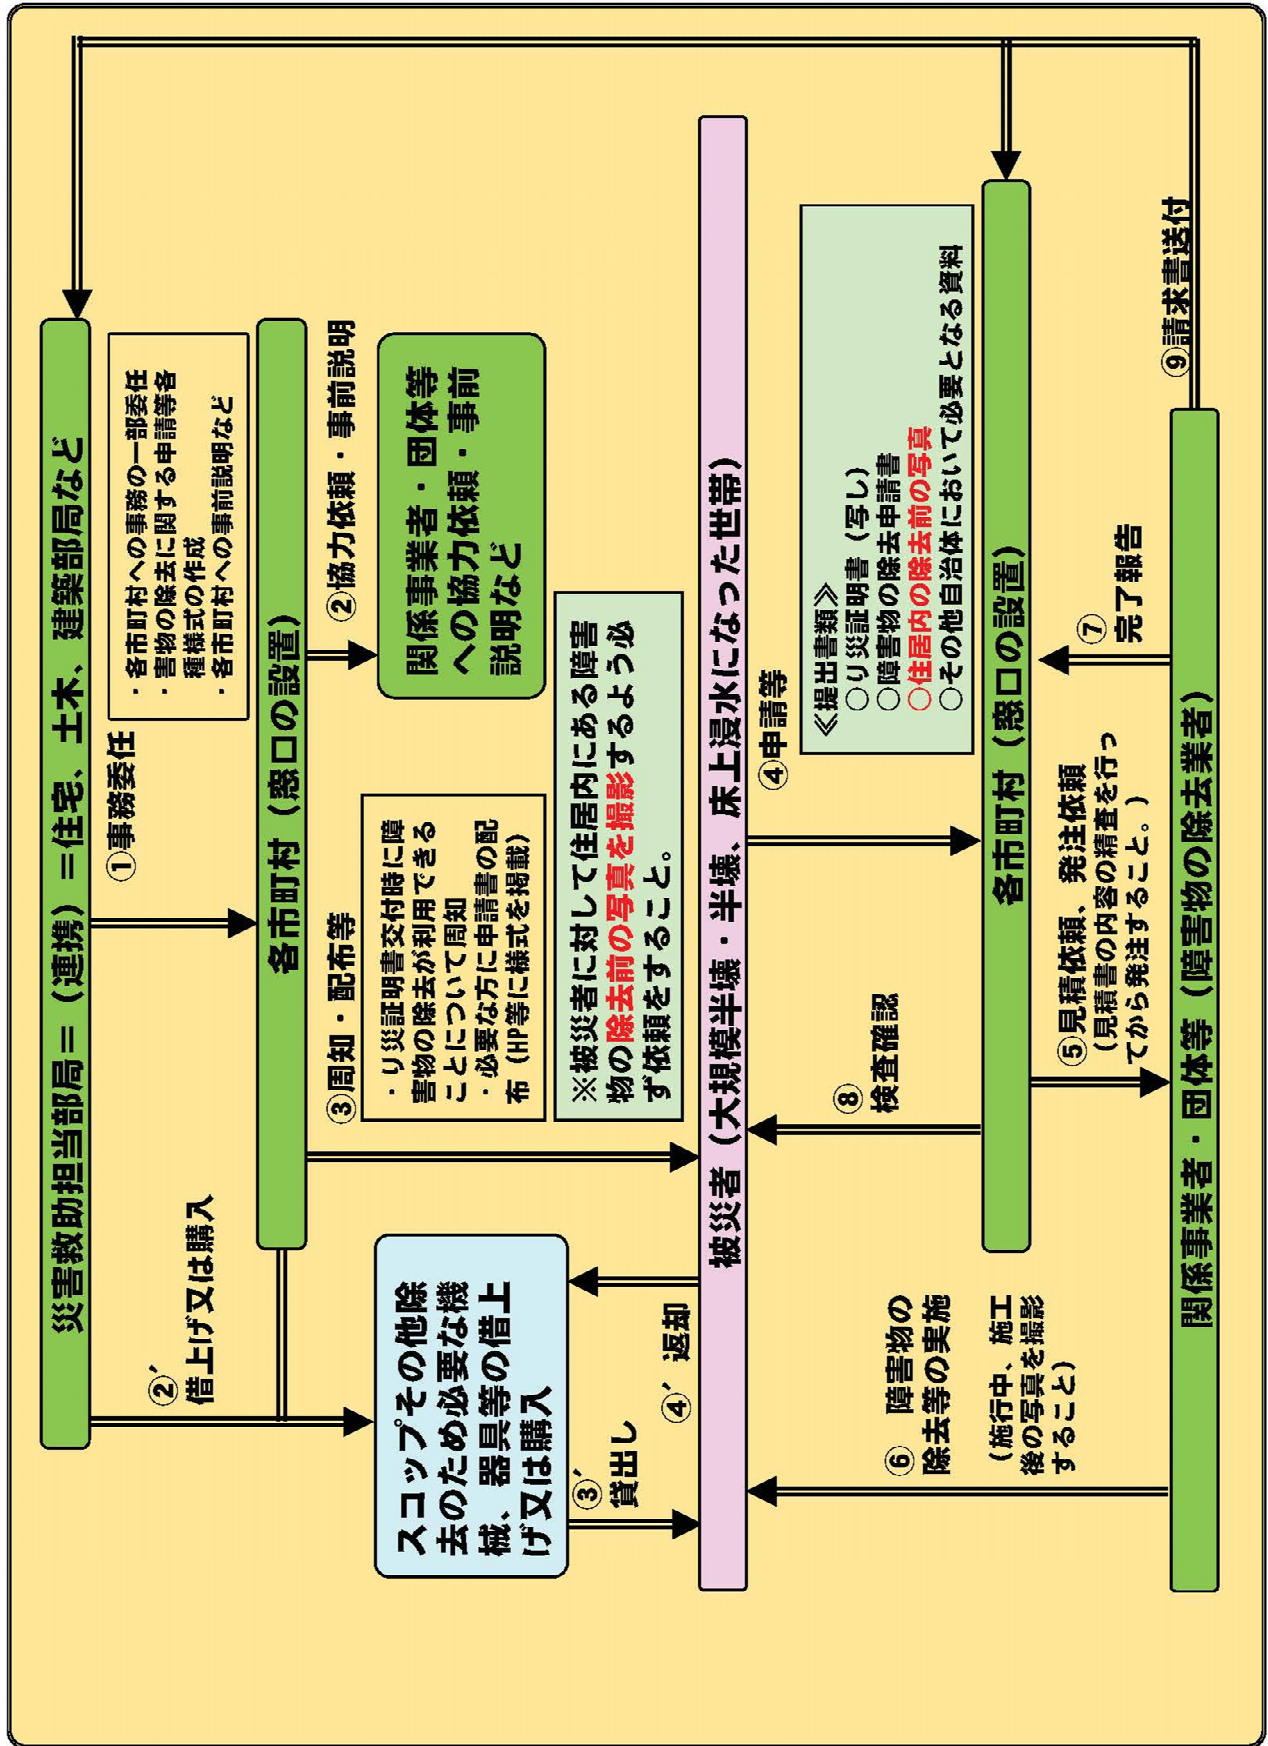 災害救助担当部局＝（連携）＝住宅、土木、建築部局など
①事務委任
・各市町村への事務の一部委任
・害物の除去に関する申請等各
種様式の作成
・各市町村への事前説明など
②’
借上げ又は購入
各市町村（窓口の設置）
②協力依頼・事前説明
関係事業者・団体等
への協力依頼・事前
説明など
③周知・配布等
・り災証明書交付時に障
害物の除去が利用できる
ことについて周知
・必要な方に申請書の配
布（HP等に様式を掲載）
※被災者に対して住居内にある障害
物の除去前の写真を撮影するよう必
ず依頼をすること。
スコップその他除
去のため必要な機
械、器具等の借上
げ又は購入
③’
貸出し
④’返却
被災者（大規模半壊・半壊、床上浸水になった世帯）
④申請等
≪提出書類≫
○り災証明書（写し）
○障害物の除去申請書
○住居内の除去前の写真
○その他自治体において必要となる資料
⑧
検査確認
⑥　障害物の
除去等の実施
（施行中、施工
後の写真を撮影
すること）
各市町村（窓口の設置）
⑤見積依頼、発注依頼
（見積書の内容の精査を行っ
てから発注すること。）
⑦
完了報告
⑨請求書送付
関係事業者・団体等（障害物の除去業者）